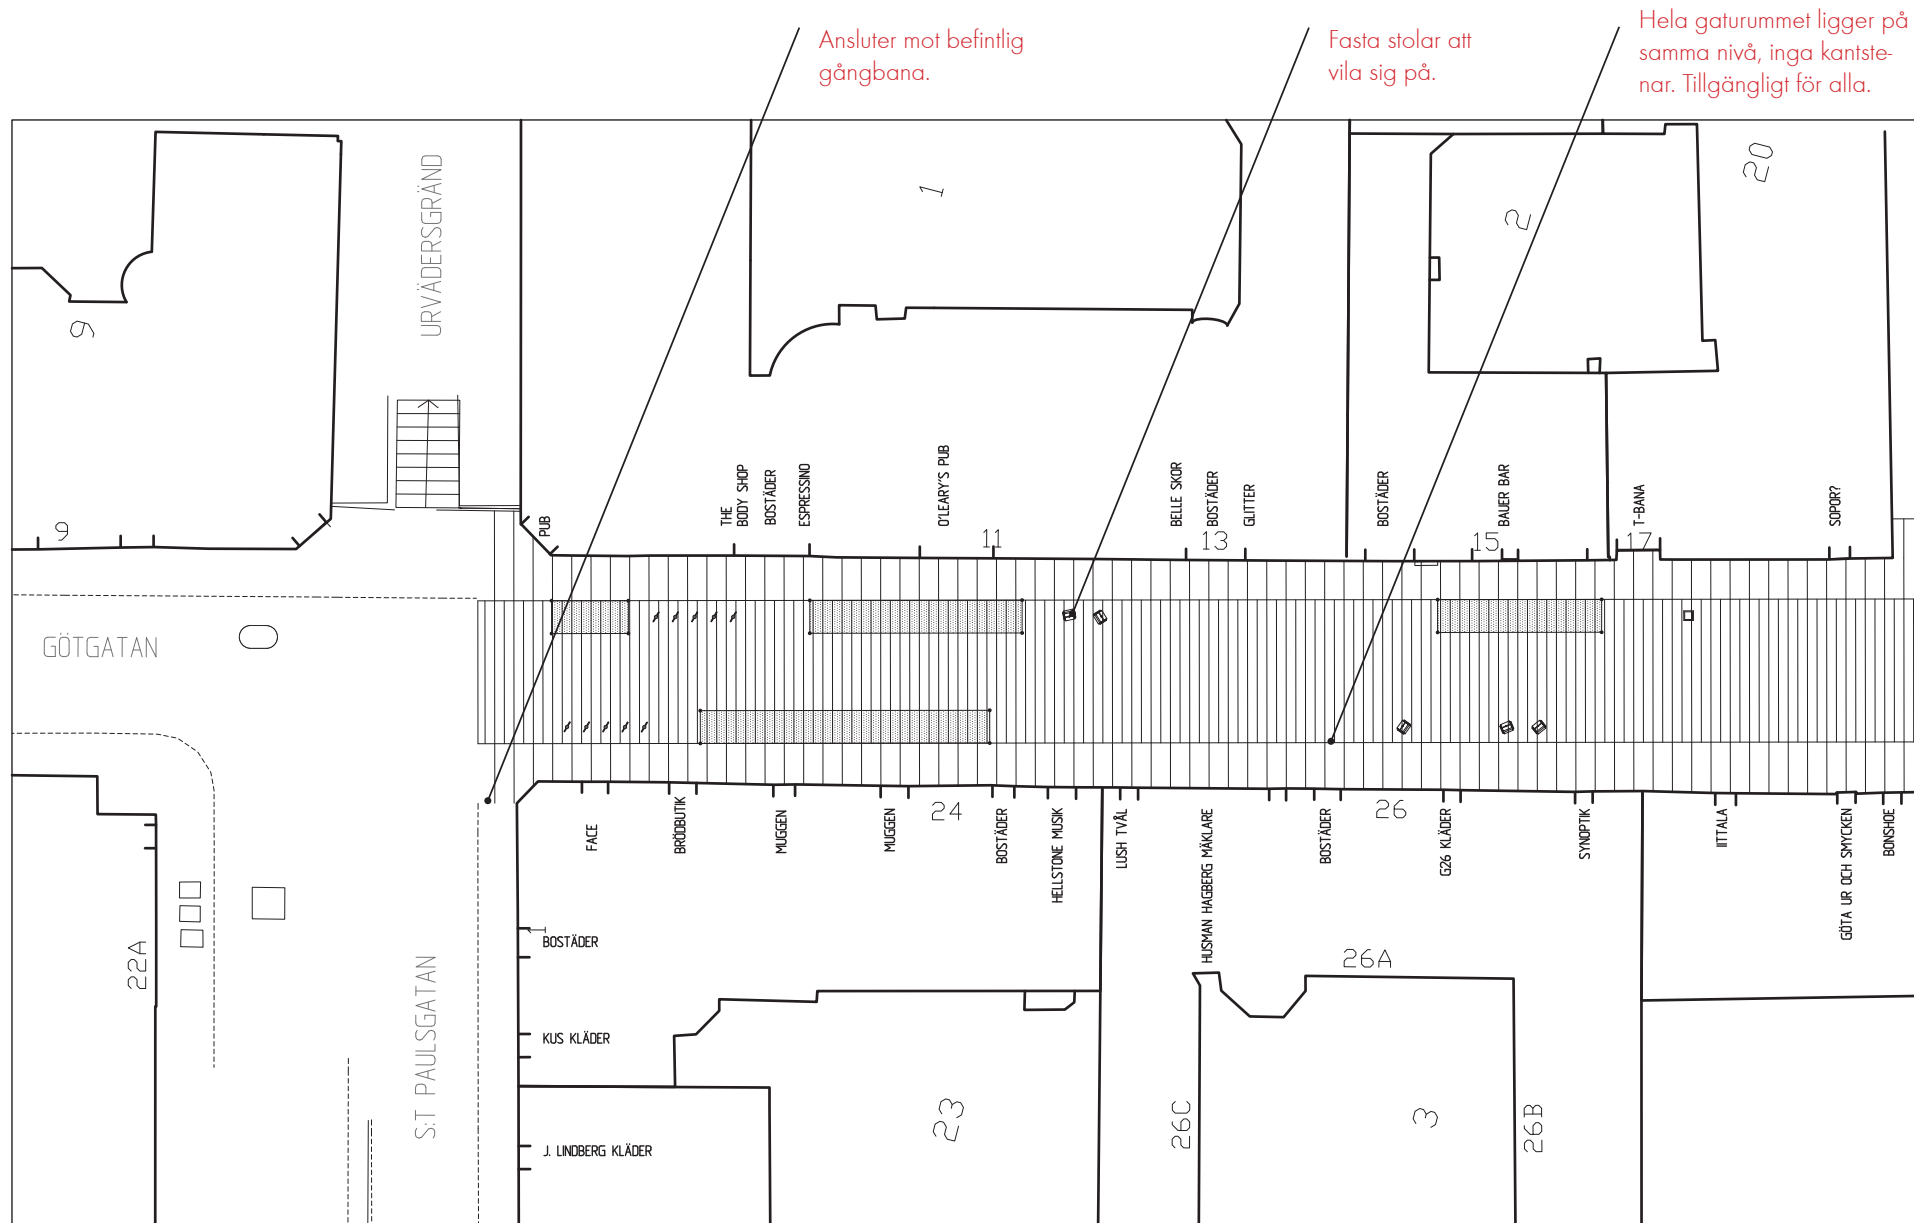 Ansluter mot befintlig
gångbana.
Fasta stolar att
vila sig på.
Hela gaturummet ligger på
samma nivå, inga kantste-
nar. Tillgängligt för alla.
URVÄDERSGRÄND
1
2
20
9
9
PUB
THE
BODY SHOP
BOSTÄDER
ESPRESSINO
O'LEARY'S PUB
11
BELLE SKOR
BOSTÄDER
GLITTER
13
BOSTÄDER
BAUER BAR
15
T-BANA
17
SOPOR?
GÖTGATAN
FACE
BRÖDBUTIK
MUGGEN
MUGGEN
24
BOSTÄDER
HELLSTONE MUSIK
LUSH TVÅL
HUSMAN HAGBERG MÄKLARE
BOSTÄDER
26
G26 KLÄDER
SYNOPTIK
IITTALA
GÖTA UR OCH SMYCKEN
BONSHOE
22A
S:T PAULSGATAN
BOSTÄDER
KUS KLÄDER
J. LINDBERG KLÄDER
23
26A
26C
3
26B